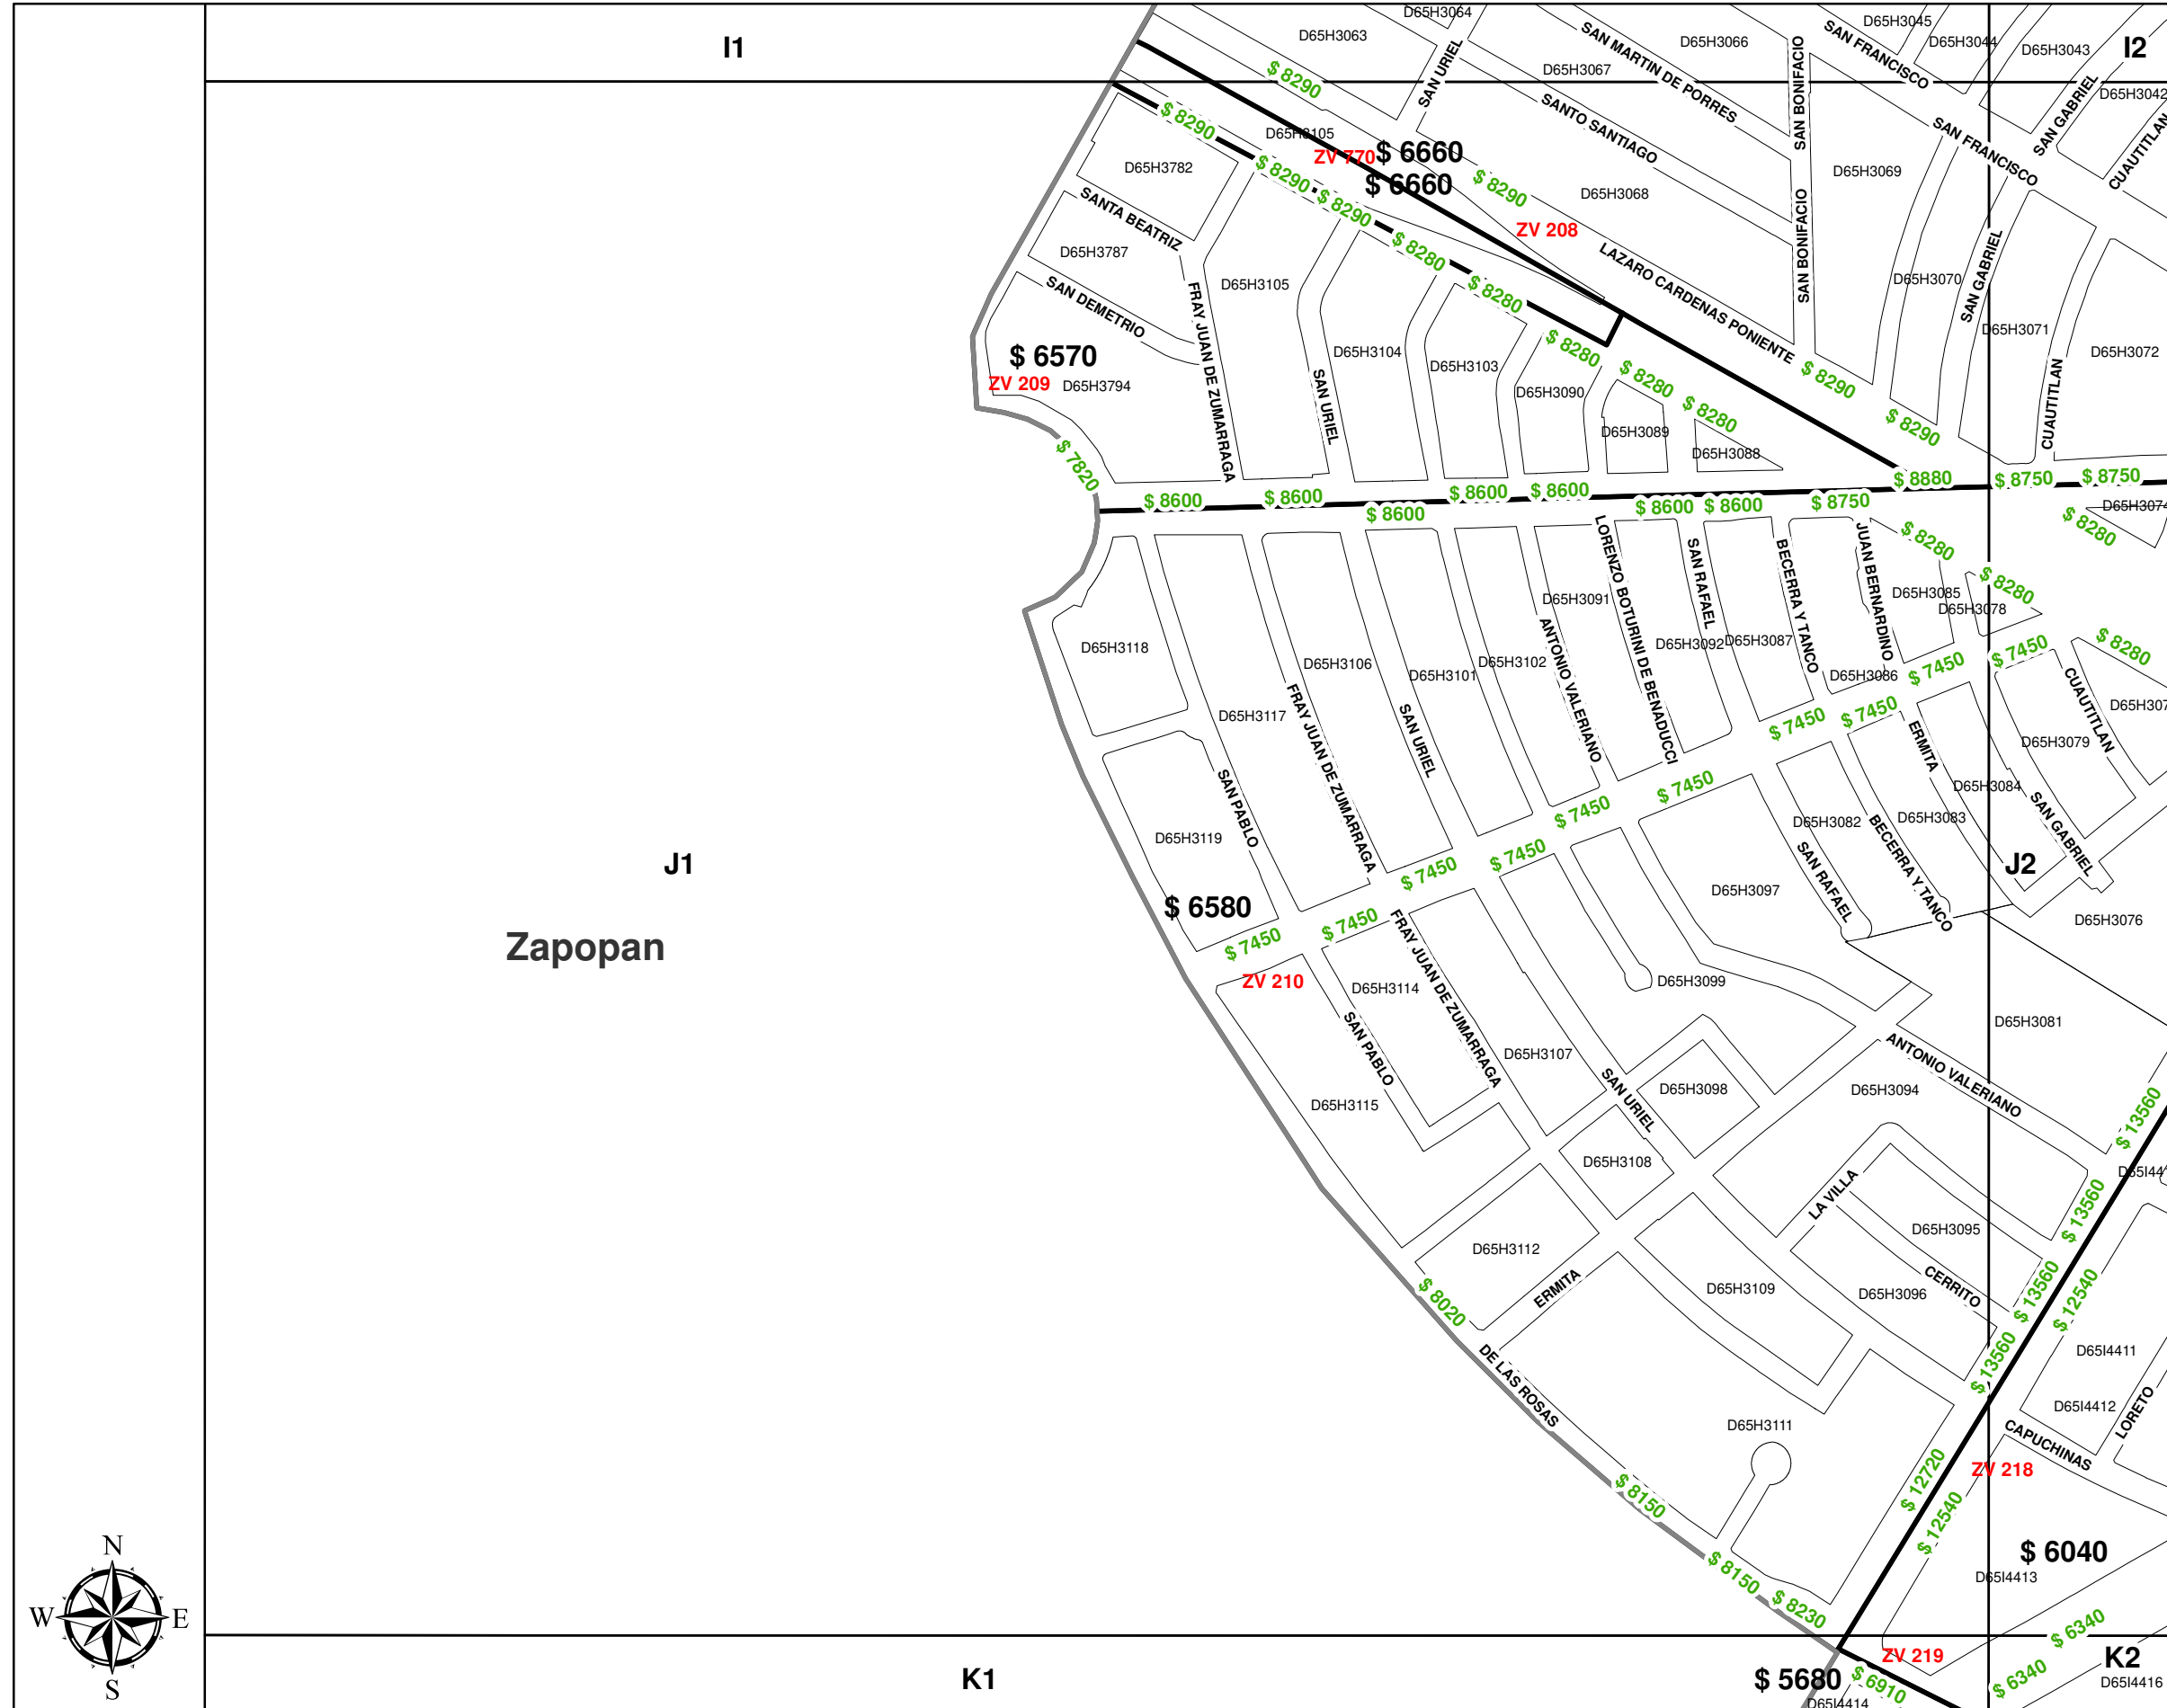 I1
I2
J1
J2
K1
K2
Zapopan
N
W
E
S
D65H3064
D65H3063
D65H3066
D65H3067
D65H3045
D65H3044
D65H3043
D65H3042
SAN URIEL
SAN MARTIN DE PORRES
SAN BONIFACIO
SAN FRANCISCO
SAN GABRIEL
CUAUTITLAN
SANTO SANTIAGO
SAN FRANCISCO
$ 8290
$ 8290
D65H3105
ZV 770
$ 6660
$ 6660
$ 8290
$ 8290
$ 8290
D65H3068
D65H3069
D65H3782
SANTA BEATRIZ
ZV 208
SAN BONIFACIO
SAN GABRIEL
LAZARO CARDENAS PONIENTE
$ 8280
$ 8280
$ 8280
$ 8280
$ 8280
D65H3787
D65H3105
D65H3070
D65H3071
D65H3072
SAN DEMETRIO
FRAY JUAN DE ZUMARRAGA
SAN URIEL
CUAUTITLAN
$ 6570
ZV 209
D65H3794
D65H3104
D65H3103
D65H3090
D65H3089
D65H3088
$ 8290
$ 8290
$ 7820
$ 8600
$ 8600
$ 8600
$ 8600
$ 8600
$ 8600
$ 8600
$ 8750
$ 8880
$ 8750
$ 8750
D65H3074
$ 8280
$ 8280
$ 8280
$ 8280
LORENZO BOTURINI DE BENADUCCI
SAN RAFAEL
BECERRA Y TANCO
JUAN BERNARDINO
ANTONIO VALERIANO
D65H3091
D65H3085
D65H3078
D65H3118
D65H3106
D65H3101
D65H3102
D65H3092
D65H3087
D65H3086
$ 7450
$ 7450
$ 7450
$ 7450
D65H3117
FRAY JUAN DE ZUMARRAGA
SAN URIEL
ERMITA
CUAUTITLAN
D65H3079
D65H3084
SAN GABRIEL
SAN PABLO
D65H3119
$ 7450
$ 7450
$ 7450
$ 7450
$ 7450
$ 7450
D65H3082
D65H3083
SAN RAFAEL
BECERRA Y TANCO
D65H3097
D65H3076
$ 6580
ZV 210
D65H3114
FRAY JUAN DE ZUMARRAGA
SAN PABLO
D65H3099
D65H3081
ANTONIO VALERIANO
D65H3107
D65H3115
SAN URIEL
D65H3098
D65H3094
D65H3108
LA VILLA
$ 13560
$ 13560
$ 13560
$ 13560
$ 12540
D65H3112
D65H3095
D65H3096
CERRITO
D65H3109
ERMITA
$ 8020
DE LAS ROSAS
D65I4411
D65I4412
LORETO
CAPUCHINAS
D65H3111
ZV 218
$ 12720
$ 12540
$ 8150
$ 8150
$ 8230
$ 6040
D65I4413
$ 6340
$ 6340
ZV 219
$ 5680
$ 6910
D65I4414
D65I4416